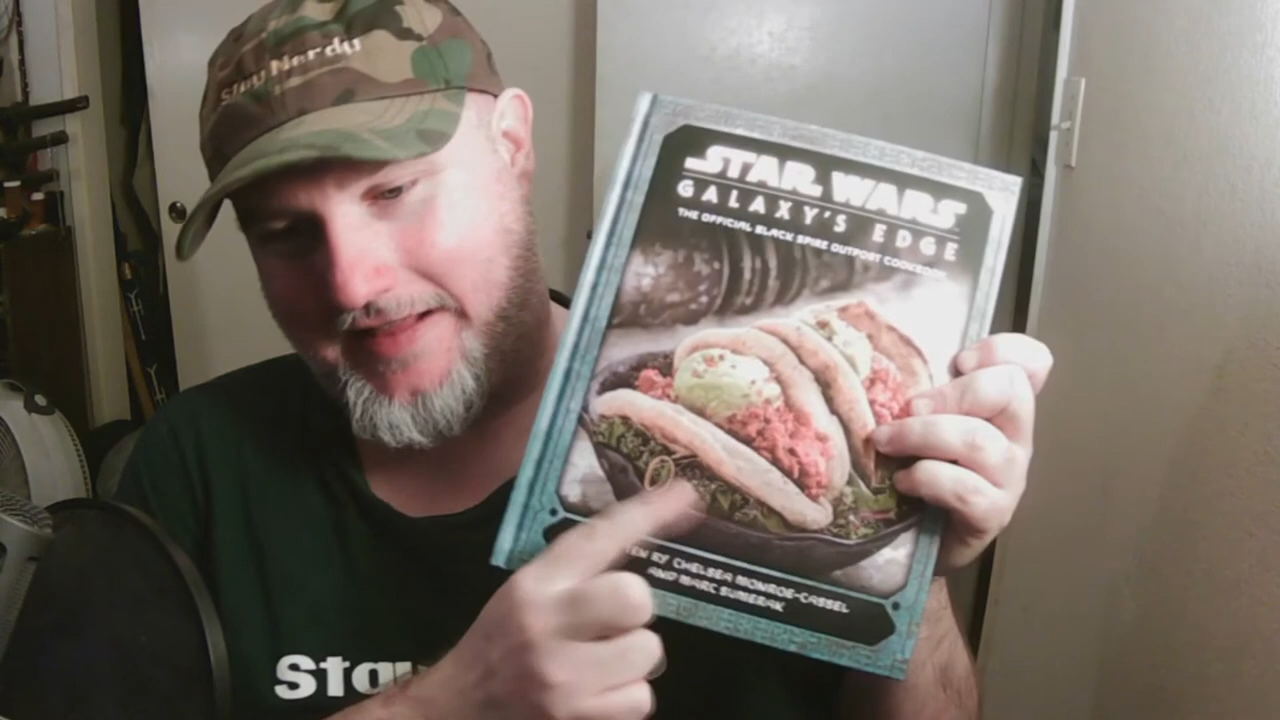 Stay Nerdy
STAR WARS
GALAXY'S EDGE
THE OFFICIAL BLACK SPIRE OUTPOST COOKBOOK
BY CHELSEA MONROE-CASSEL
AND MARC SUMERAK
Stay